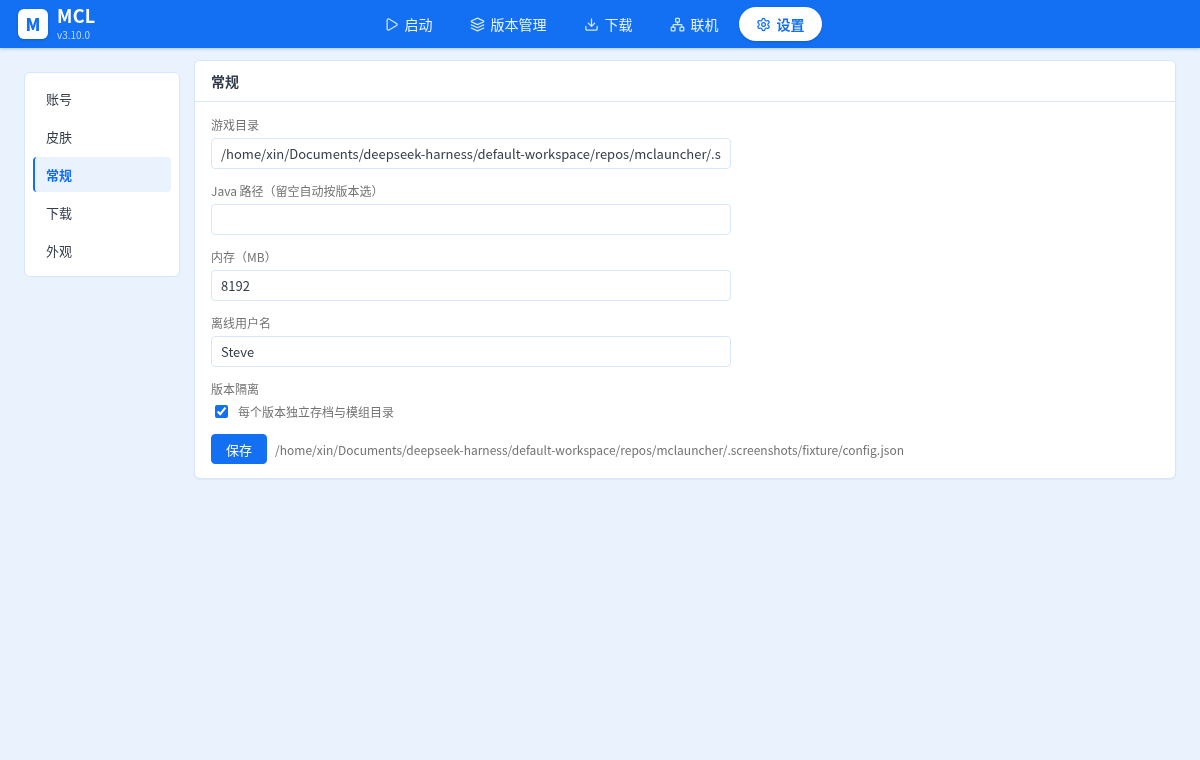 M
MCL
v3.10.0
启动
版本管理
下载
联机
设置
账号
皮肤
常规
下载
外观
常规
游戏目录
/home/xin/Documents/deepseek-harness/default-workspace/repos/mclauncher/.s
Java 路径（留空自动按版本选）
内存（MB）
8192
离线用户名
Steve
版本隔离
每个版本独立存档与模组目录
保存
/home/xin/Documents/deepseek-harness/default-workspace/repos/mclauncher/.screenshots/fixture/config.json